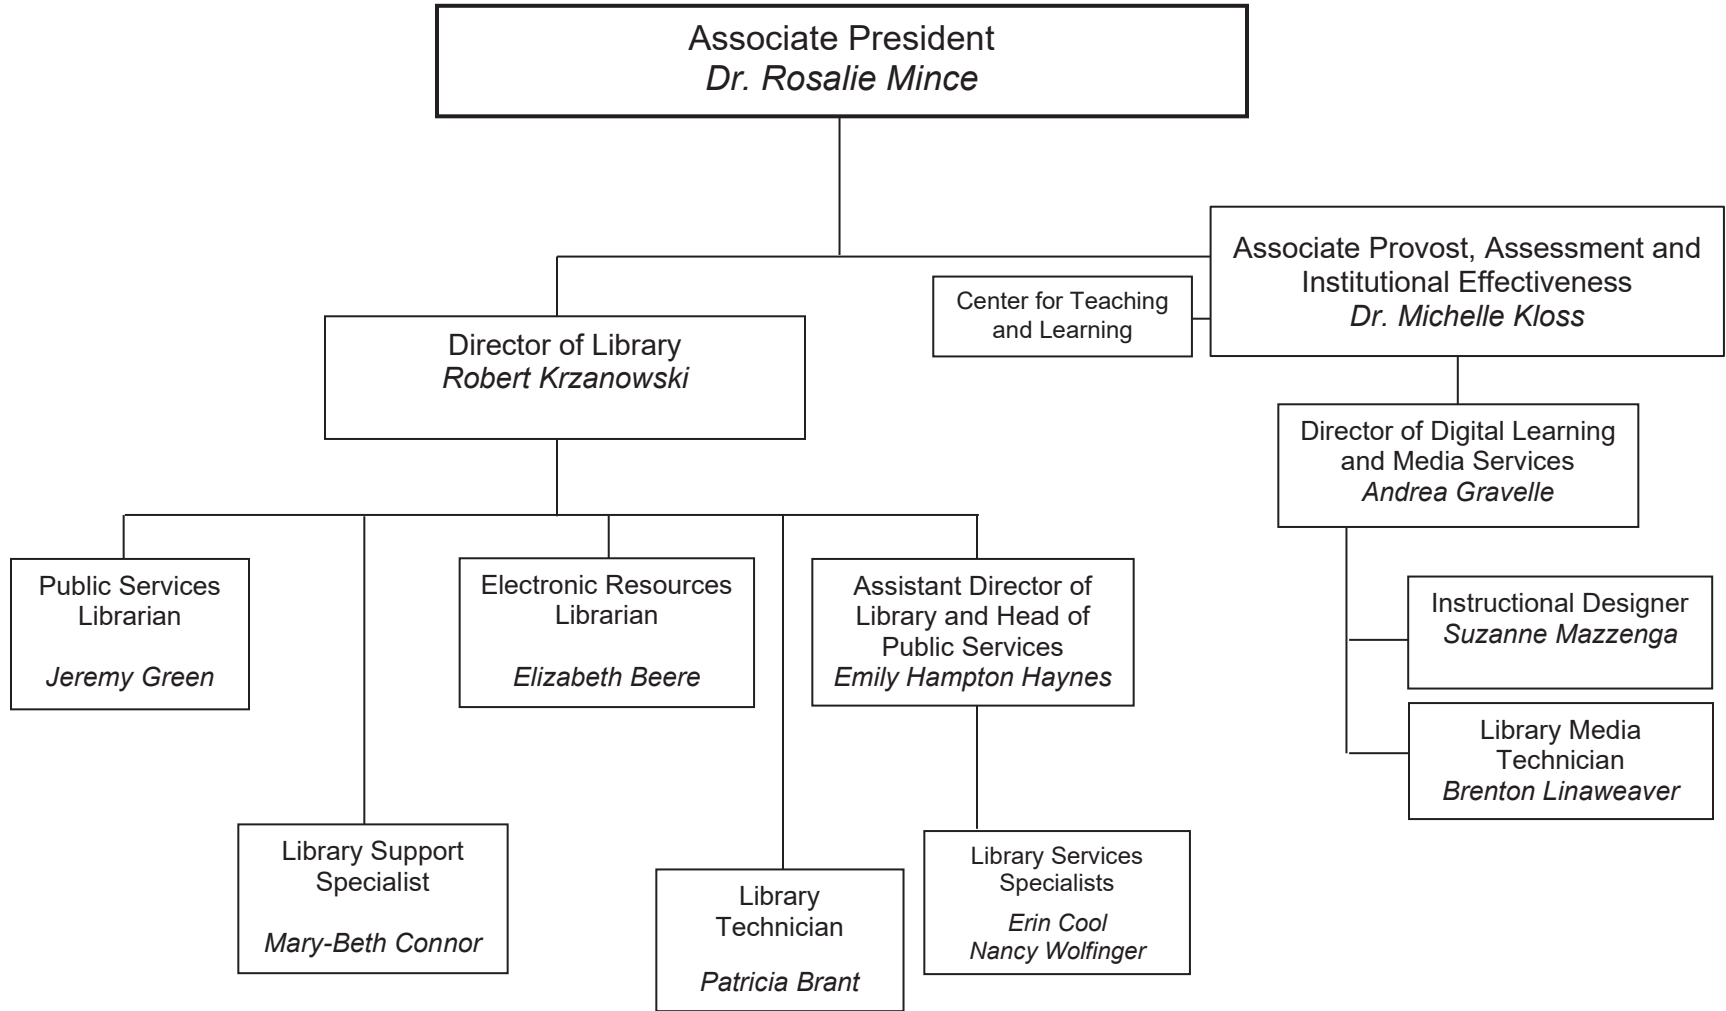 Associate President
Dr. Rosalie Mince
Associate Provost, Assessment and
Institutional Effectiveness
Dr. Michelle Kloss
Center for Teaching
and Learning
Director of Library
Robert Krzanowski
Director of Digital Learning
and Media Services
Andrea Gravelle
Public Services
Librarian
Jeremy Green
Electronic Resources
Librarian
Elizabeth Beere
Assistant Director of
Library and Head of
Public Services
Emily Hampton Haynes
Instructional Designer
Suzanne Mazzenga
Library Media
Technician
Brenton Linaweaver
Library Support
Specialist
Mary-Beth Connor
Library
Technician
Patricia Brant
Library Services
Specialists
Erin Cool
Nancy Wolfinger